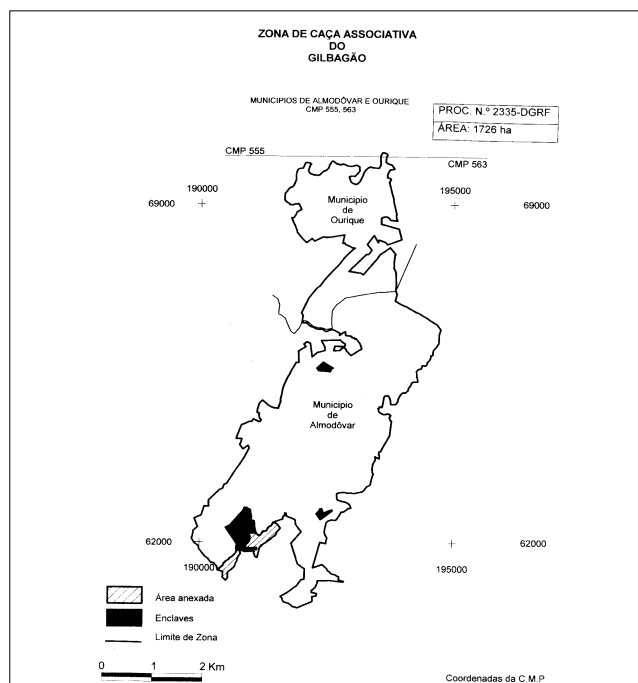 ZONA DE CAÇA ASSOCIATIVA
DO
GILBAGÃO
MUNICIPIOS DE ALMODÔVAR E OURIQUE
CMP 555, 563
PROC. N.º 2335-DGRF
ÁREA: 1726 ha
CMP 555
CMP 563
190000
195000
69000
69000
Município
de
Ourique
Município
de
Almodôvar
62000
62000
190000
195000
Área anexada
Enclaves
Limite de Zona
0 1 2 Km
Coordenadas da C.M.P